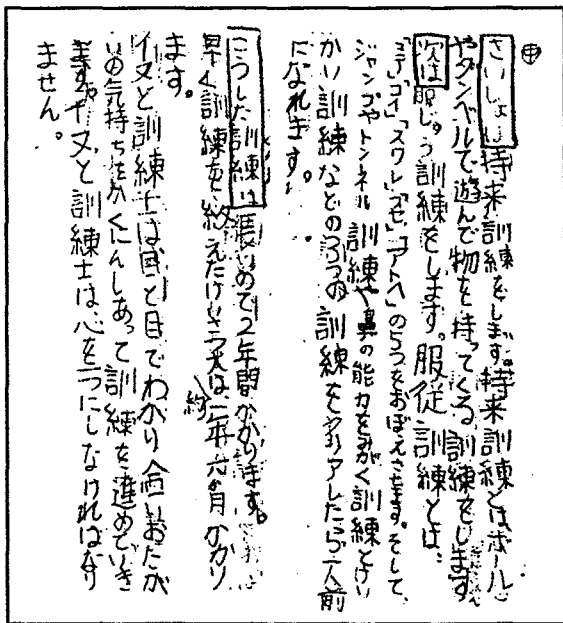 中
さいしょは持来訓練をします。持来訓練とはボール
やダンベルで遊んで物を持ってくる訓練をします
次は服じゅう訓練をします。服従訓練とは、
「スワレ」「フセ」「アトヘ」の5つをおぼえさせます。そして、
ジャンプやトンネル訓練や鼻の能力をみがく訓練とけい
かい訓練などの3つの訓練をクリアしたら一人前
になれます。
こうした訓練は長いので2年間かかります。
早く訓練を終えたけいさつ犬は、約一年六か月かかり
ます。
イヌと訓練士は目と目でわかり合いおたが
いの気持ちをかくにんしあって訓練を進めていき
ますイヌと訓練士は、心を一つにしなければなり
ません。